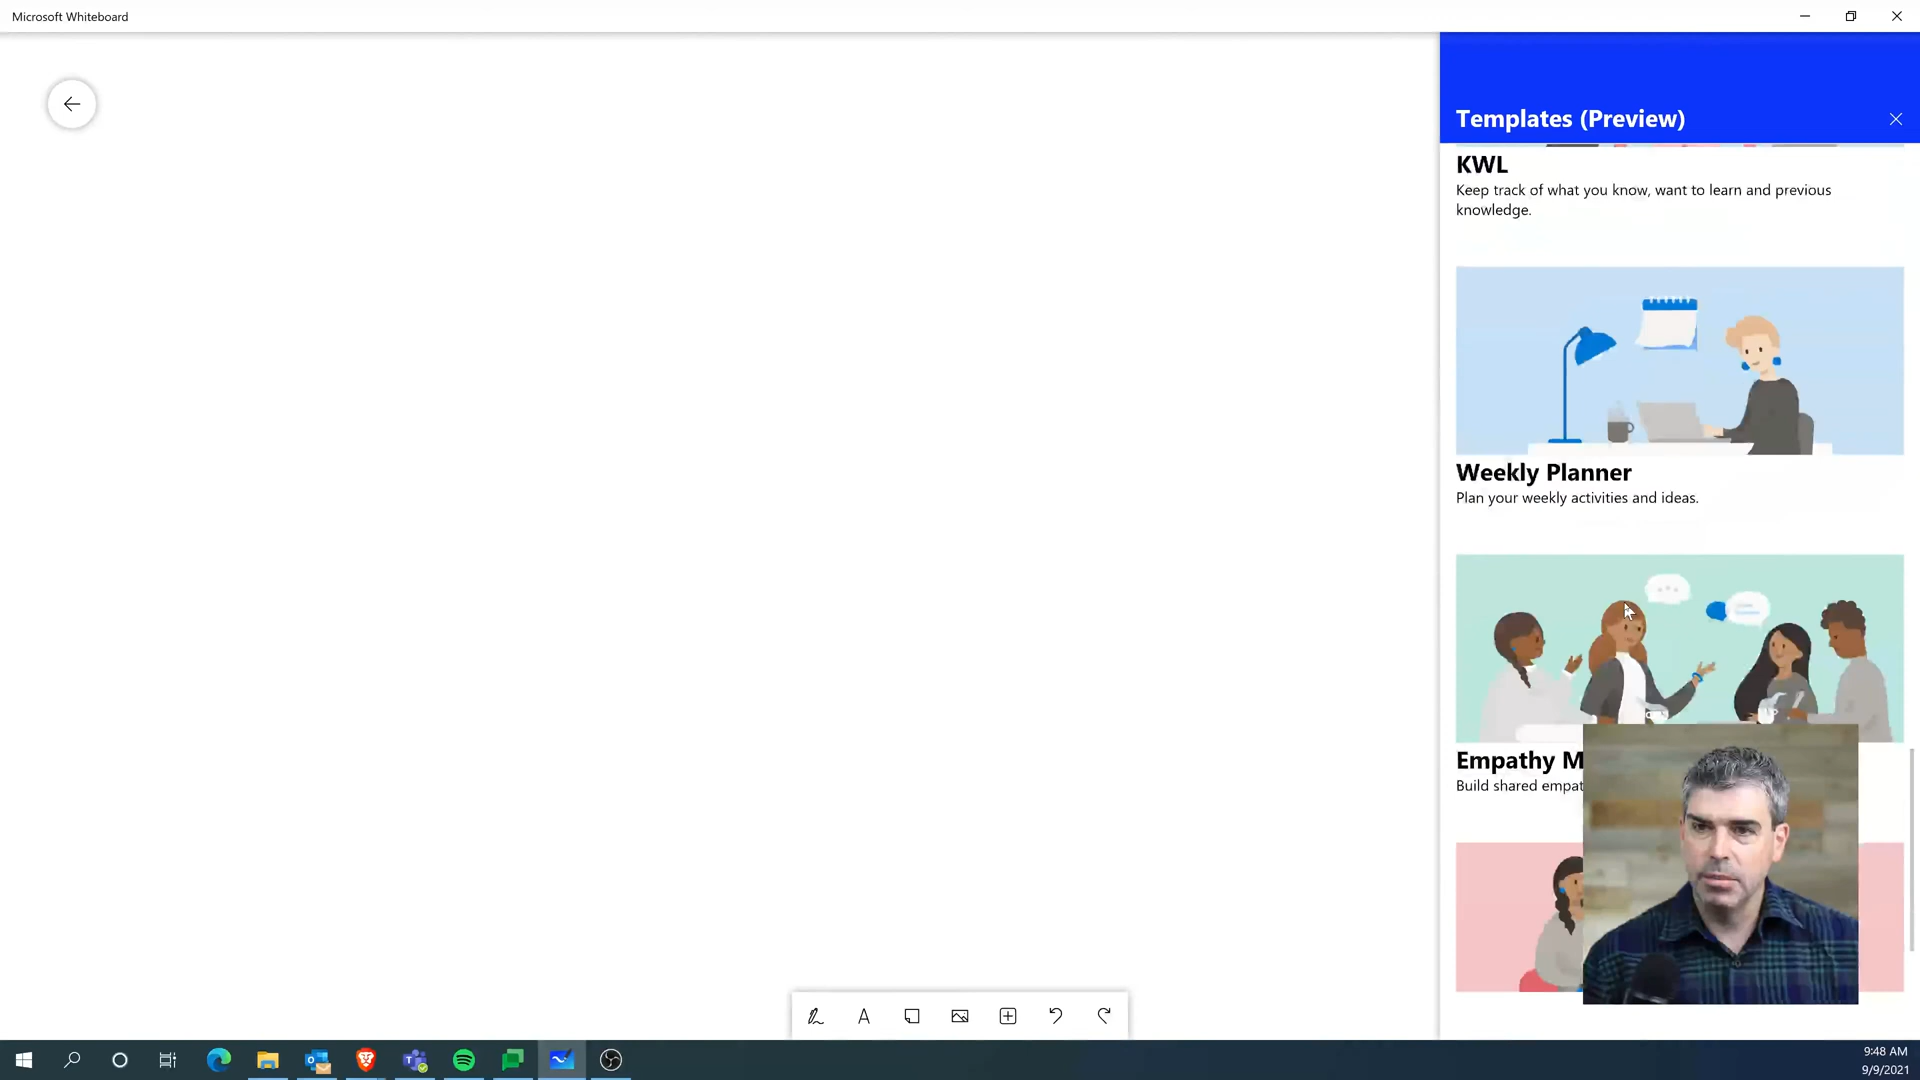 Microsoft Whiteboard
Templates (Preview)
KWL
Keep track of what you know, want to learn and previous
knowledge.
Weekly Planner
Plan your weekly activities and ideas.
Empathy M
Build shared empat
9:48 AM
9/9/2021